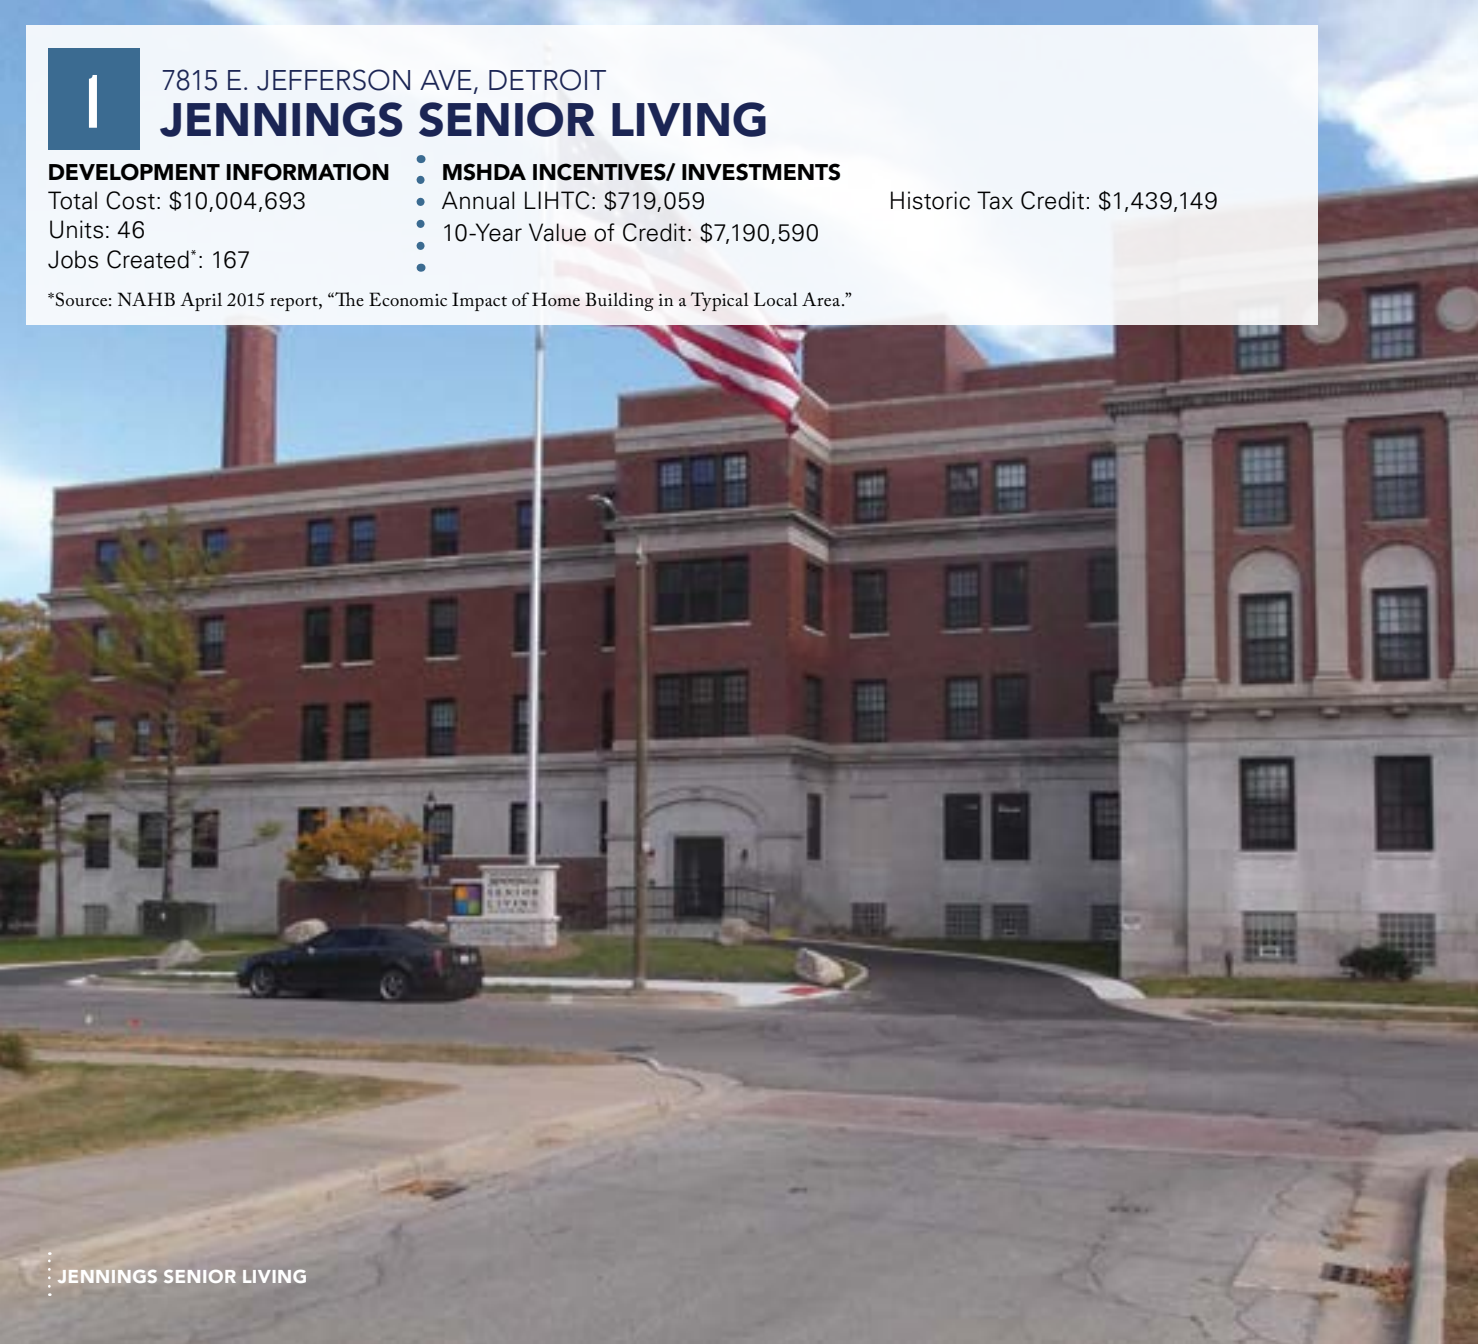 1
7815 E. JEFFERSON AVE, DETROIT
JENNINGS SENIOR LIVING
DEVELOPMENT INFORMATION
Total Cost: $10,004,693
Units: 46
Jobs Created*: 167
MSHDA INCENTIVES/ INVESTMENTS
Annual LIHTC: $719,059
10-Year Value of Credit: $7,190,590
Historic Tax Credit: $1,439,149
*Source: NAHB April 2015 report, “The Economic Impact of Home Building in a Typical Local Area.”
JENNINGS
SENIOR
LIVING
JENNINGS SENIOR LIVING